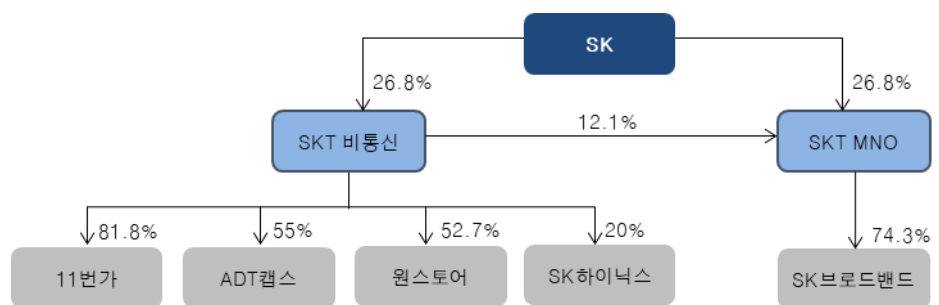 SK
26.8%
26.8%
SKT 비통신
12.1%
SKT MNO
81.8%
55%
52.7%
20%
74.3%
11번가
ADT캡스
원스토어
SK하이닉스
SK브로드밴드